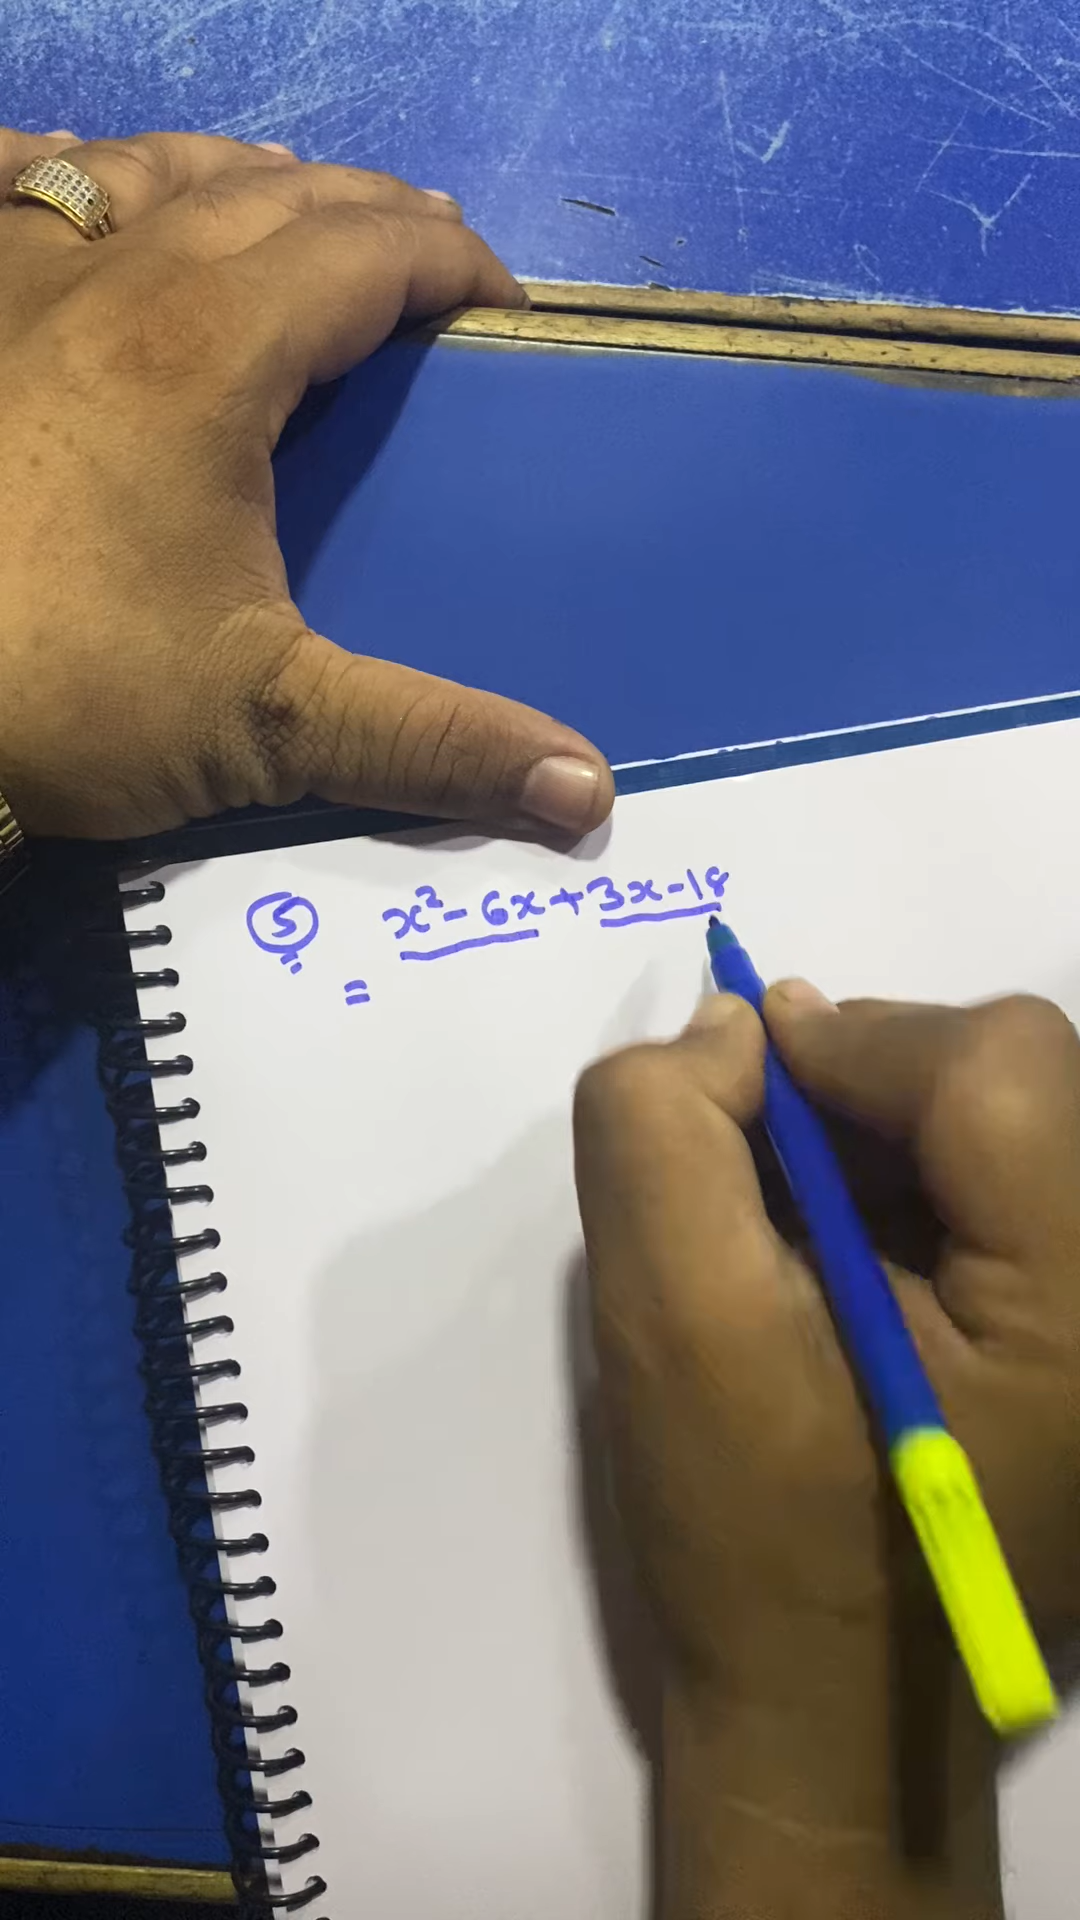 5 x² - 6x + 3x - 18
=